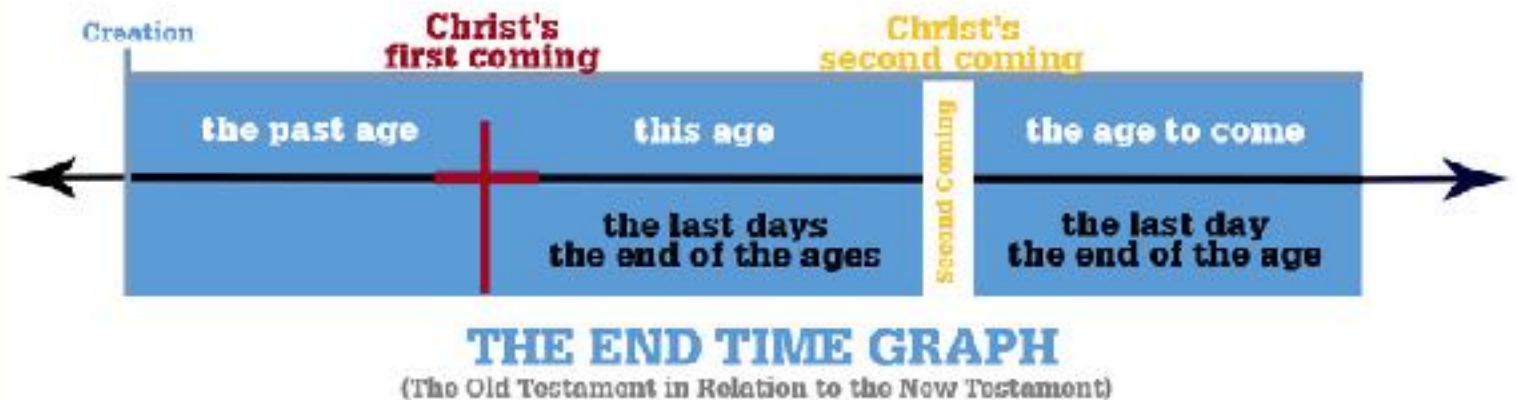 Creation
Christ's
first coming
Christ's
second coming
the past age
this age
the age to come
Second Coming
the last days
the end of the ages
the last day
the end of the age
THE END TIME GRAPH
(The Old Testament in Relation to the New Testament)